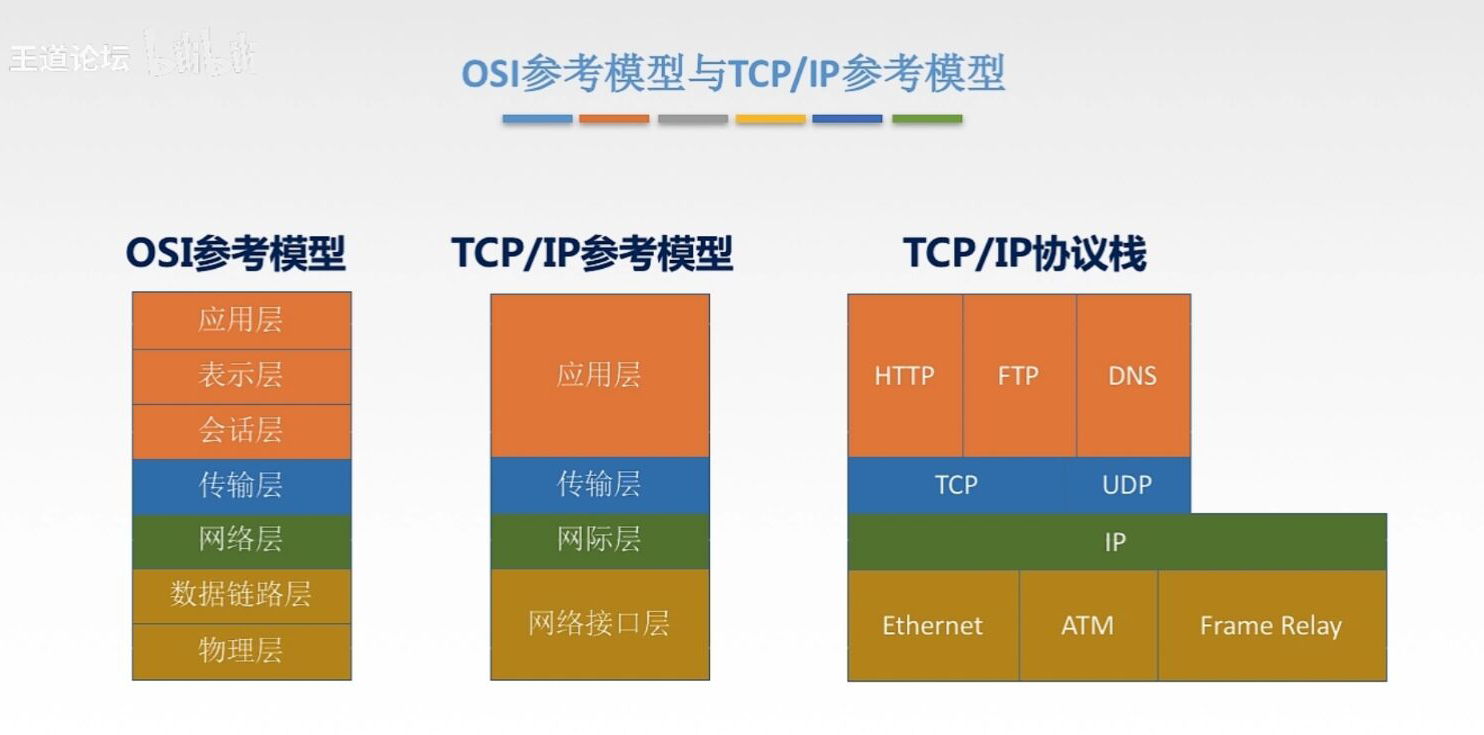 王道论坛 bilibili
OSI参考模型与TCP/IP参考模型
OSI参考模型
应用层
表示层
会话层
传输层
网络层
数据链路层
物理层
TCP/IP参考模型
应用层
传输层
网际层
网络接口层
TCP/IP协议栈
HTTP FTP DNS
TCP UDP
IP
Ethernet ATM Frame Relay